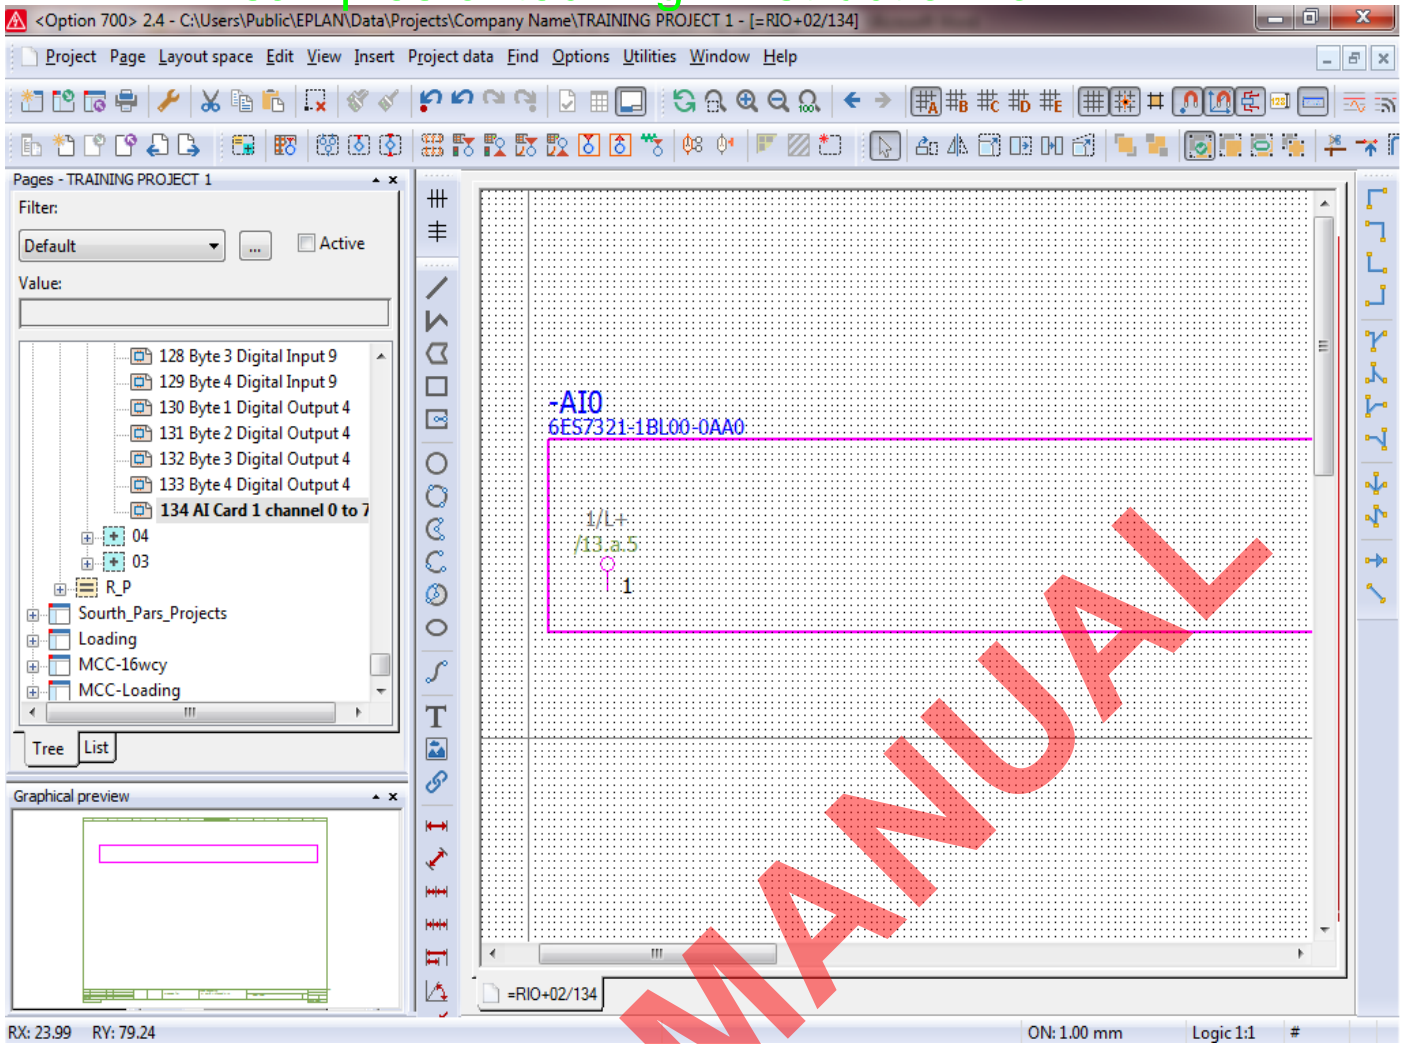 <Option 700> 2.4 - C:\Users\Public\EPLAN\Data\Projects\Company Name\TRAINING PROJECT 1 - [=RIO+02/134]
Project Page Layout space Edit View Insert Project data Find Options Utilities Window Help
Pages - TRAINING PROJECT 1
Filter:
Default
...
Active
Value:
128 Byte 3 Digital Input 9
129 Byte 4 Digital Input 9
130 Byte 1 Digital Output 4
131 Byte 2 Digital Output 4
132 Byte 3 Digital Output 4
133 Byte 4 Digital Output 4
134 AI Card 1 channel 0 to 7
04
03
R_P
Sourth_Pars_Projects
Loading
MCC-16wcy
MCC-Loading
Tree List
Graphical preview
-AI0
6ES7321-1BL00-0AA0
1/L+
/13.a.5
1
MANUAL
=RIO+02/134
RX: 23.99 RY: 79.24
ON: 1.00 mm Logic 1:1 #